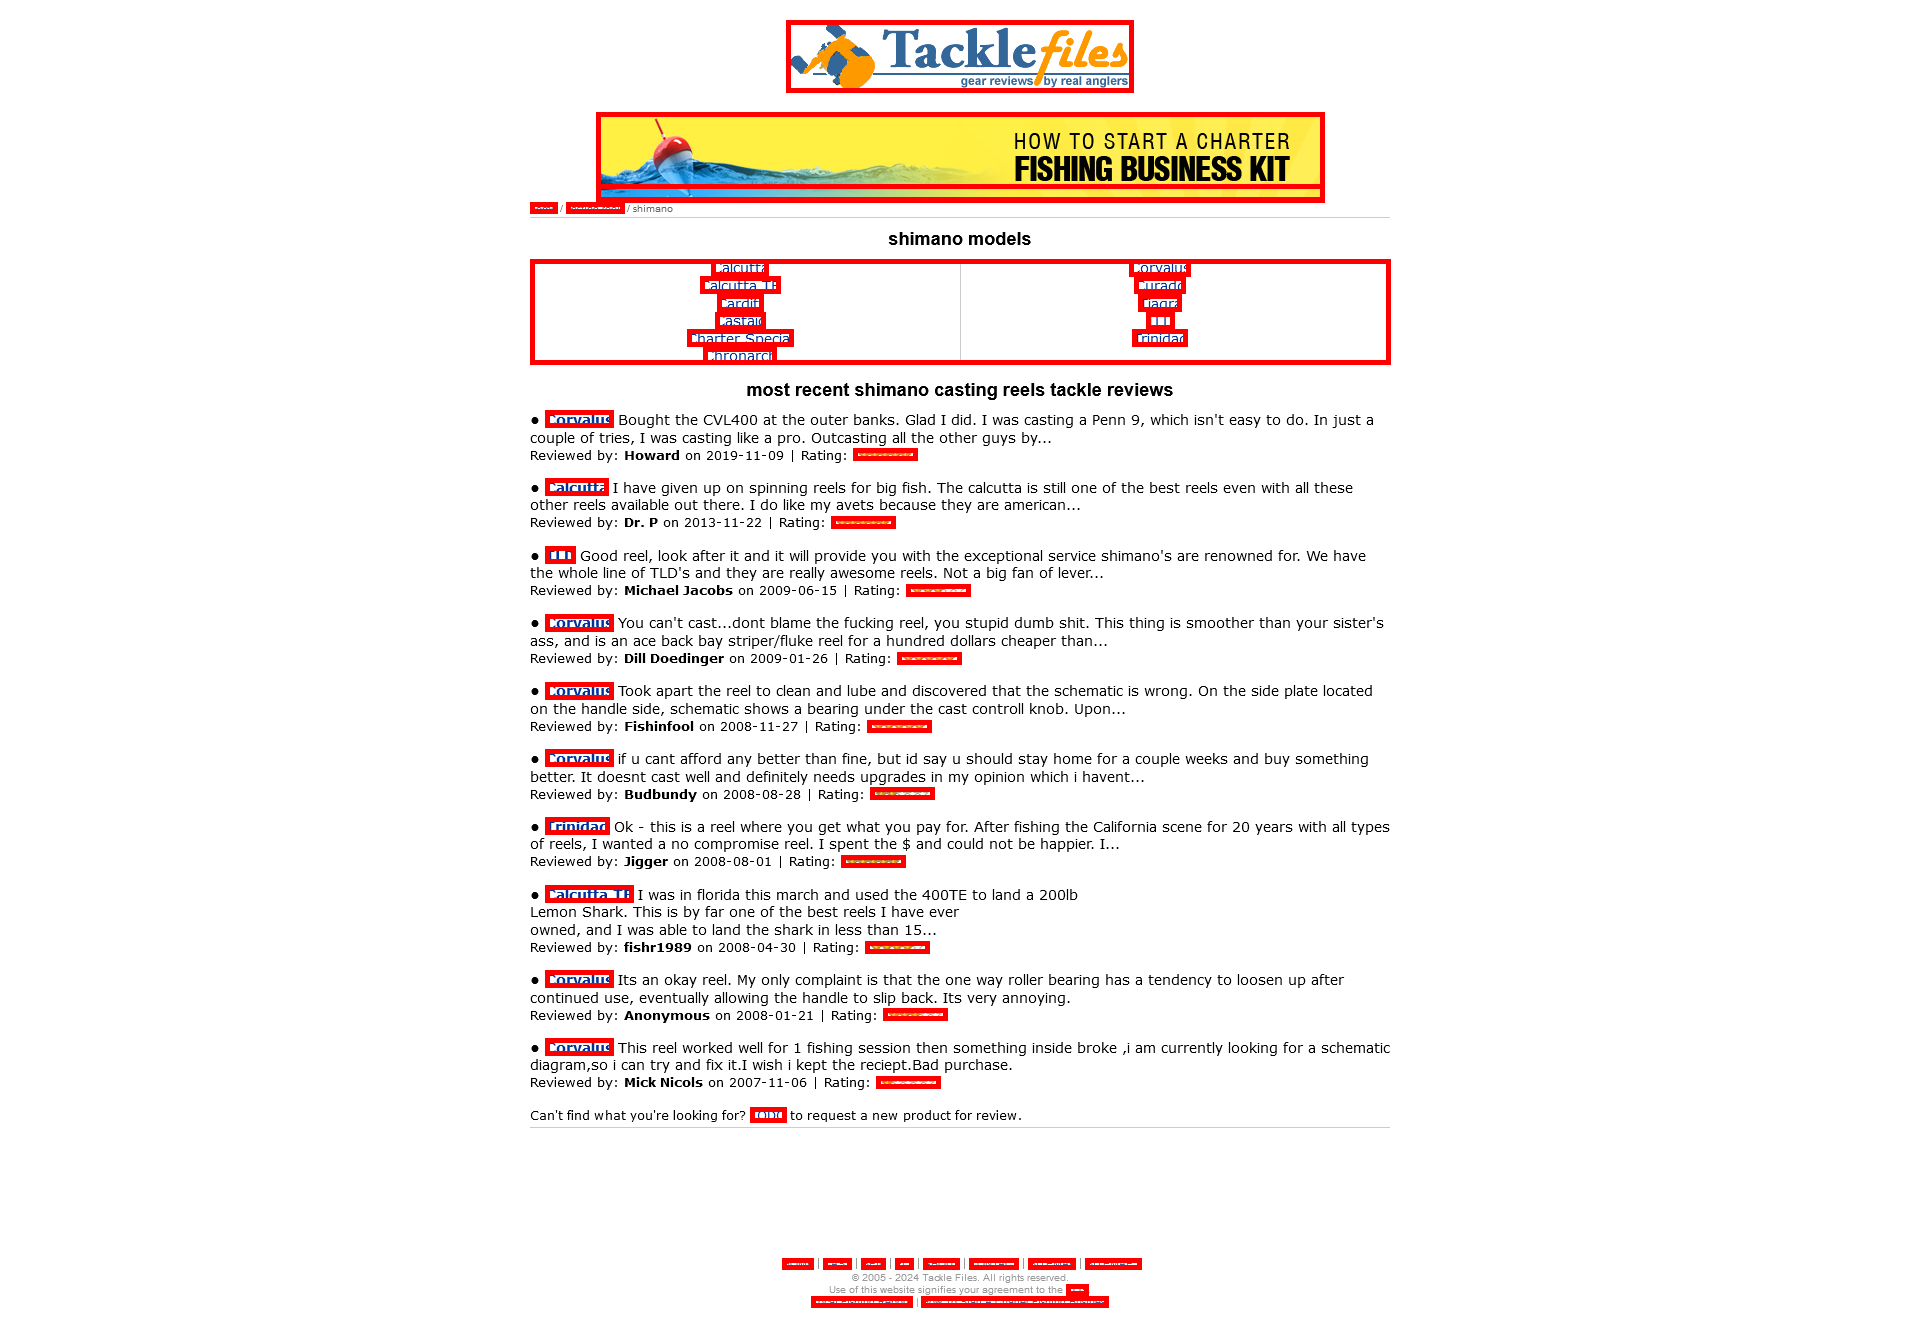 Tacklefiles
gear reviews by real anglers
HOW TO START A CHARTER
FISHING BUSINESS KIT
/ / shimano
shimano models
Calcutta Corvalus
Calcutta TE Curado
Cardiff Tiagra
Castaic
Charter Special Trinidad
Chronarch
most recent shimano casting reels tackle reviews
● Corvalus Bought the CVL400 at the outer banks. Glad I did. I was casting a Penn 9, which isn't easy to do. In just a
couple of tries, I was casting like a pro. Outcasting all the other guys by...
Reviewed by: Howard on 2019-11-09 | Rating:
● Calcutta I have given up on spinning reels for big fish. The calcutta is still one of the best reels even with all these
other reels available out there. I do like my avets because they are american...
Reviewed by: Dr. P on 2013-11-22 | Rating:
● Good reel, look after it and it will provide you with the exceptional service shimano's are renowned for. We have
the whole line of TLD's and they are really awesome reels. Not a big fan of lever...
Reviewed by: Michael Jacobs on 2009-06-15 | Rating:
● Corvalus You can't cast...dont blame the fucking reel, you stupid dumb shit. This thing is smoother than your sister's
ass, and is an ace back bay striper/fluke reel for a hundred dollars cheaper than...
Reviewed by: Dill Doedinger on 2009-01-26 | Rating:
● Corvalus Took apart the reel to clean and lube and discovered that the schematic is wrong. On the side plate located
on the handle side, schematic shows a bearing under the cast controll knob. Upon...
Reviewed by: Fishinfool on 2008-11-27 | Rating:
● Corvalus if u cant afford any better than fine, but id say u should stay home for a couple weeks and buy something
better. It doesnt cast well and definitely needs upgrades in my opinion which i havent...
Reviewed by: Budbundy on 2008-08-28 | Rating:
● Trinidad Ok - this is a reel where you get what you pay for. After fishing the California scene for 20 years with all types
of reels, I wanted a no compromise reel. I spent the $ and could not be happier. I...
Reviewed by: Jigger on 2008-08-01 | Rating:
● Calcutta TE I was in florida this march and used the 400TE to land a 200lb
Lemon Shark. This is by far one of the best reels I have ever
owned, and I was able to land the shark in less than 15...
Reviewed by: fishr1989 on 2008-04-30 | Rating:
● Corvalus Its an okay reel. My only complaint is that the one way roller bearing has a tendency to loosen up after
continued use, eventually allowing the handle to slip back. Its very annoying.
Reviewed by: Anonymous on 2008-01-21 | Rating:
● Corvalus This reel worked well for 1 fishing session then something inside broke ,i am currently looking for a schematic
diagram,so i can try and fix it.I wish i kept the reciept.Bad purchase.
Reviewed by: Mick Nicols on 2007-11-06 | Rating:
Can't find what you're looking for? to request a new product for review.
| | | | | | |
© 2005 - 2024 Tackle Files. All rights reserved.
Use of this website signifies your agreement to the
|